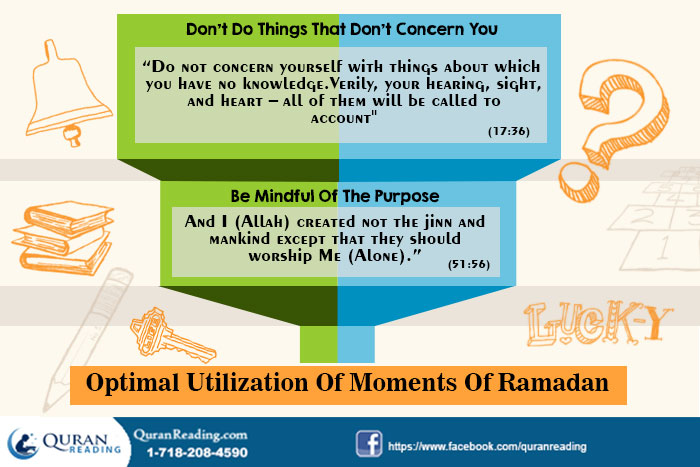 Don't Do Things That Don't Concern You
"Do not concern yourself with things about which
you have no knowledge.Verily, your hearing, sight,
and heart – all of them will be called to
account"
(17:36)
Be Mindful Of The Purpose
And I (Allah) created not the jinn and
mankind except that they should
worship Me (Alone)."
(51:56)
1
2
LUCK-Y
Optimal Utilization Of Moments Of Ramadan
QURAN
READING
QuranReading.com
1-718-208-4590
https://www.facebook.com/quranreading